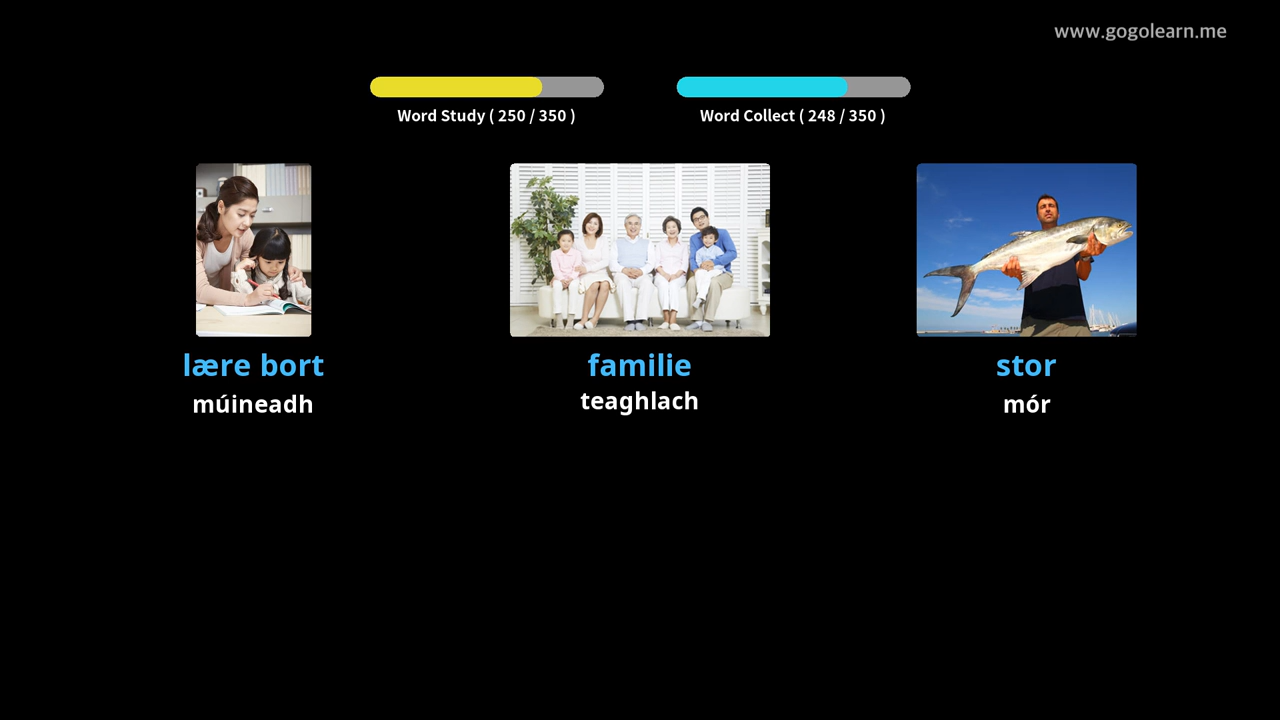 www.gogolearn.me
Word Study ( 250 / 350 )
Word Collect ( 248 / 350 )
lære bort
múineadh
familie
teaghlach
stor
mór